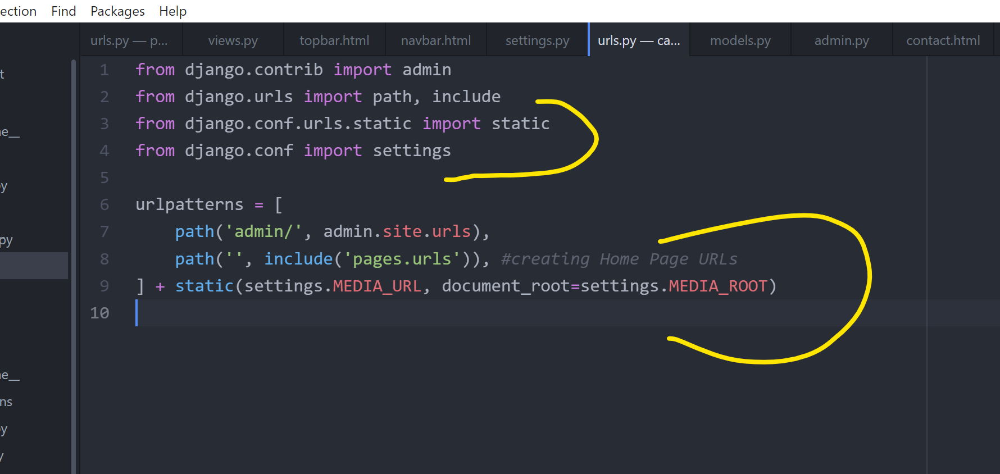 ection Find Packages Help
urls.py — p... views.py topbar.html navbar.html settings.py urls.py — ca... models.py admin.py contact.html
t
e__
y
py
e__
ns
y
y
1 from django.contrib import admin
2 from django.urls import path, include
3 from django.conf.urls.static import static
4 from django.conf import settings
5
6 urlpatterns = [
7     path('admin/', admin.site.urls),
8     path('', include('pages.urls')), #creating Home Page URLs
9 ] + static(settings.MEDIA_URL, document_root=settings.MEDIA_ROOT)
10